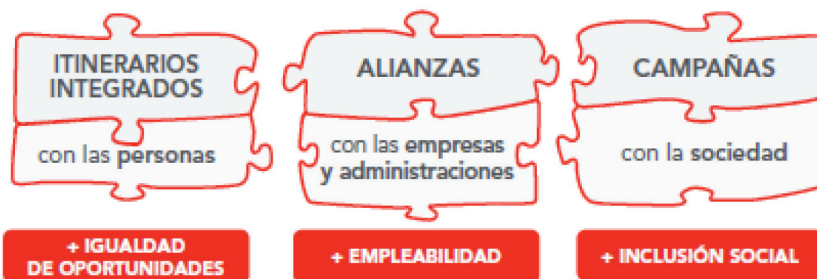 ITINERARIOS
INTEGRADOS
con las personas
+ IGUALDAD
DE OPORTUNIDADES
ALIANZAS
con las empresas
y administraciones
+ EMPLEABILIDAD
CAMPAÑAS
con la sociedad
+ INCLUSIÓN SOCIAL